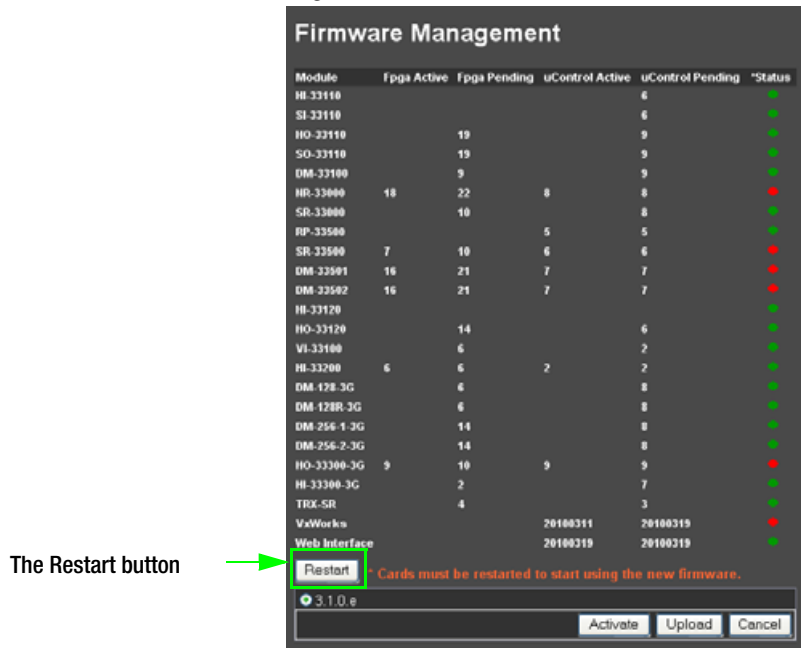 Firmware Management
Module Fpga Active Fpga Pending uControl Active uControl Pending *Status
HI-33110 6
SI-33110 6
HO-33110 19 9
SO-33110 19 9
DM-33100 9 9
NR-33000 18 22 8 8
SR-33000 10 8
RP-33500 5 5
SR-33500 7 10 6 6
DM-33501 16 21 7 7
DM-33502 16 21 7 7
HI-33120
HO-33120 14 6
VI-33100 6 2
HI-33200 6 6 2 2
DM-128-3G 6 8
DM-128R-3G 6 8
DM-256-1-3G 14 8
DM-256-2-3G 14 8
HO-33300-3G 9 10 9 9
HI-33300-3G 2 7
TRX-SR 4 3
VxWorks 20100311 20100319
Web Interface 20100319 20100319
The Restart button
Restart * Cards must be restarted to start using the new firmware.
3.1.0.e
Activate Upload Cancel